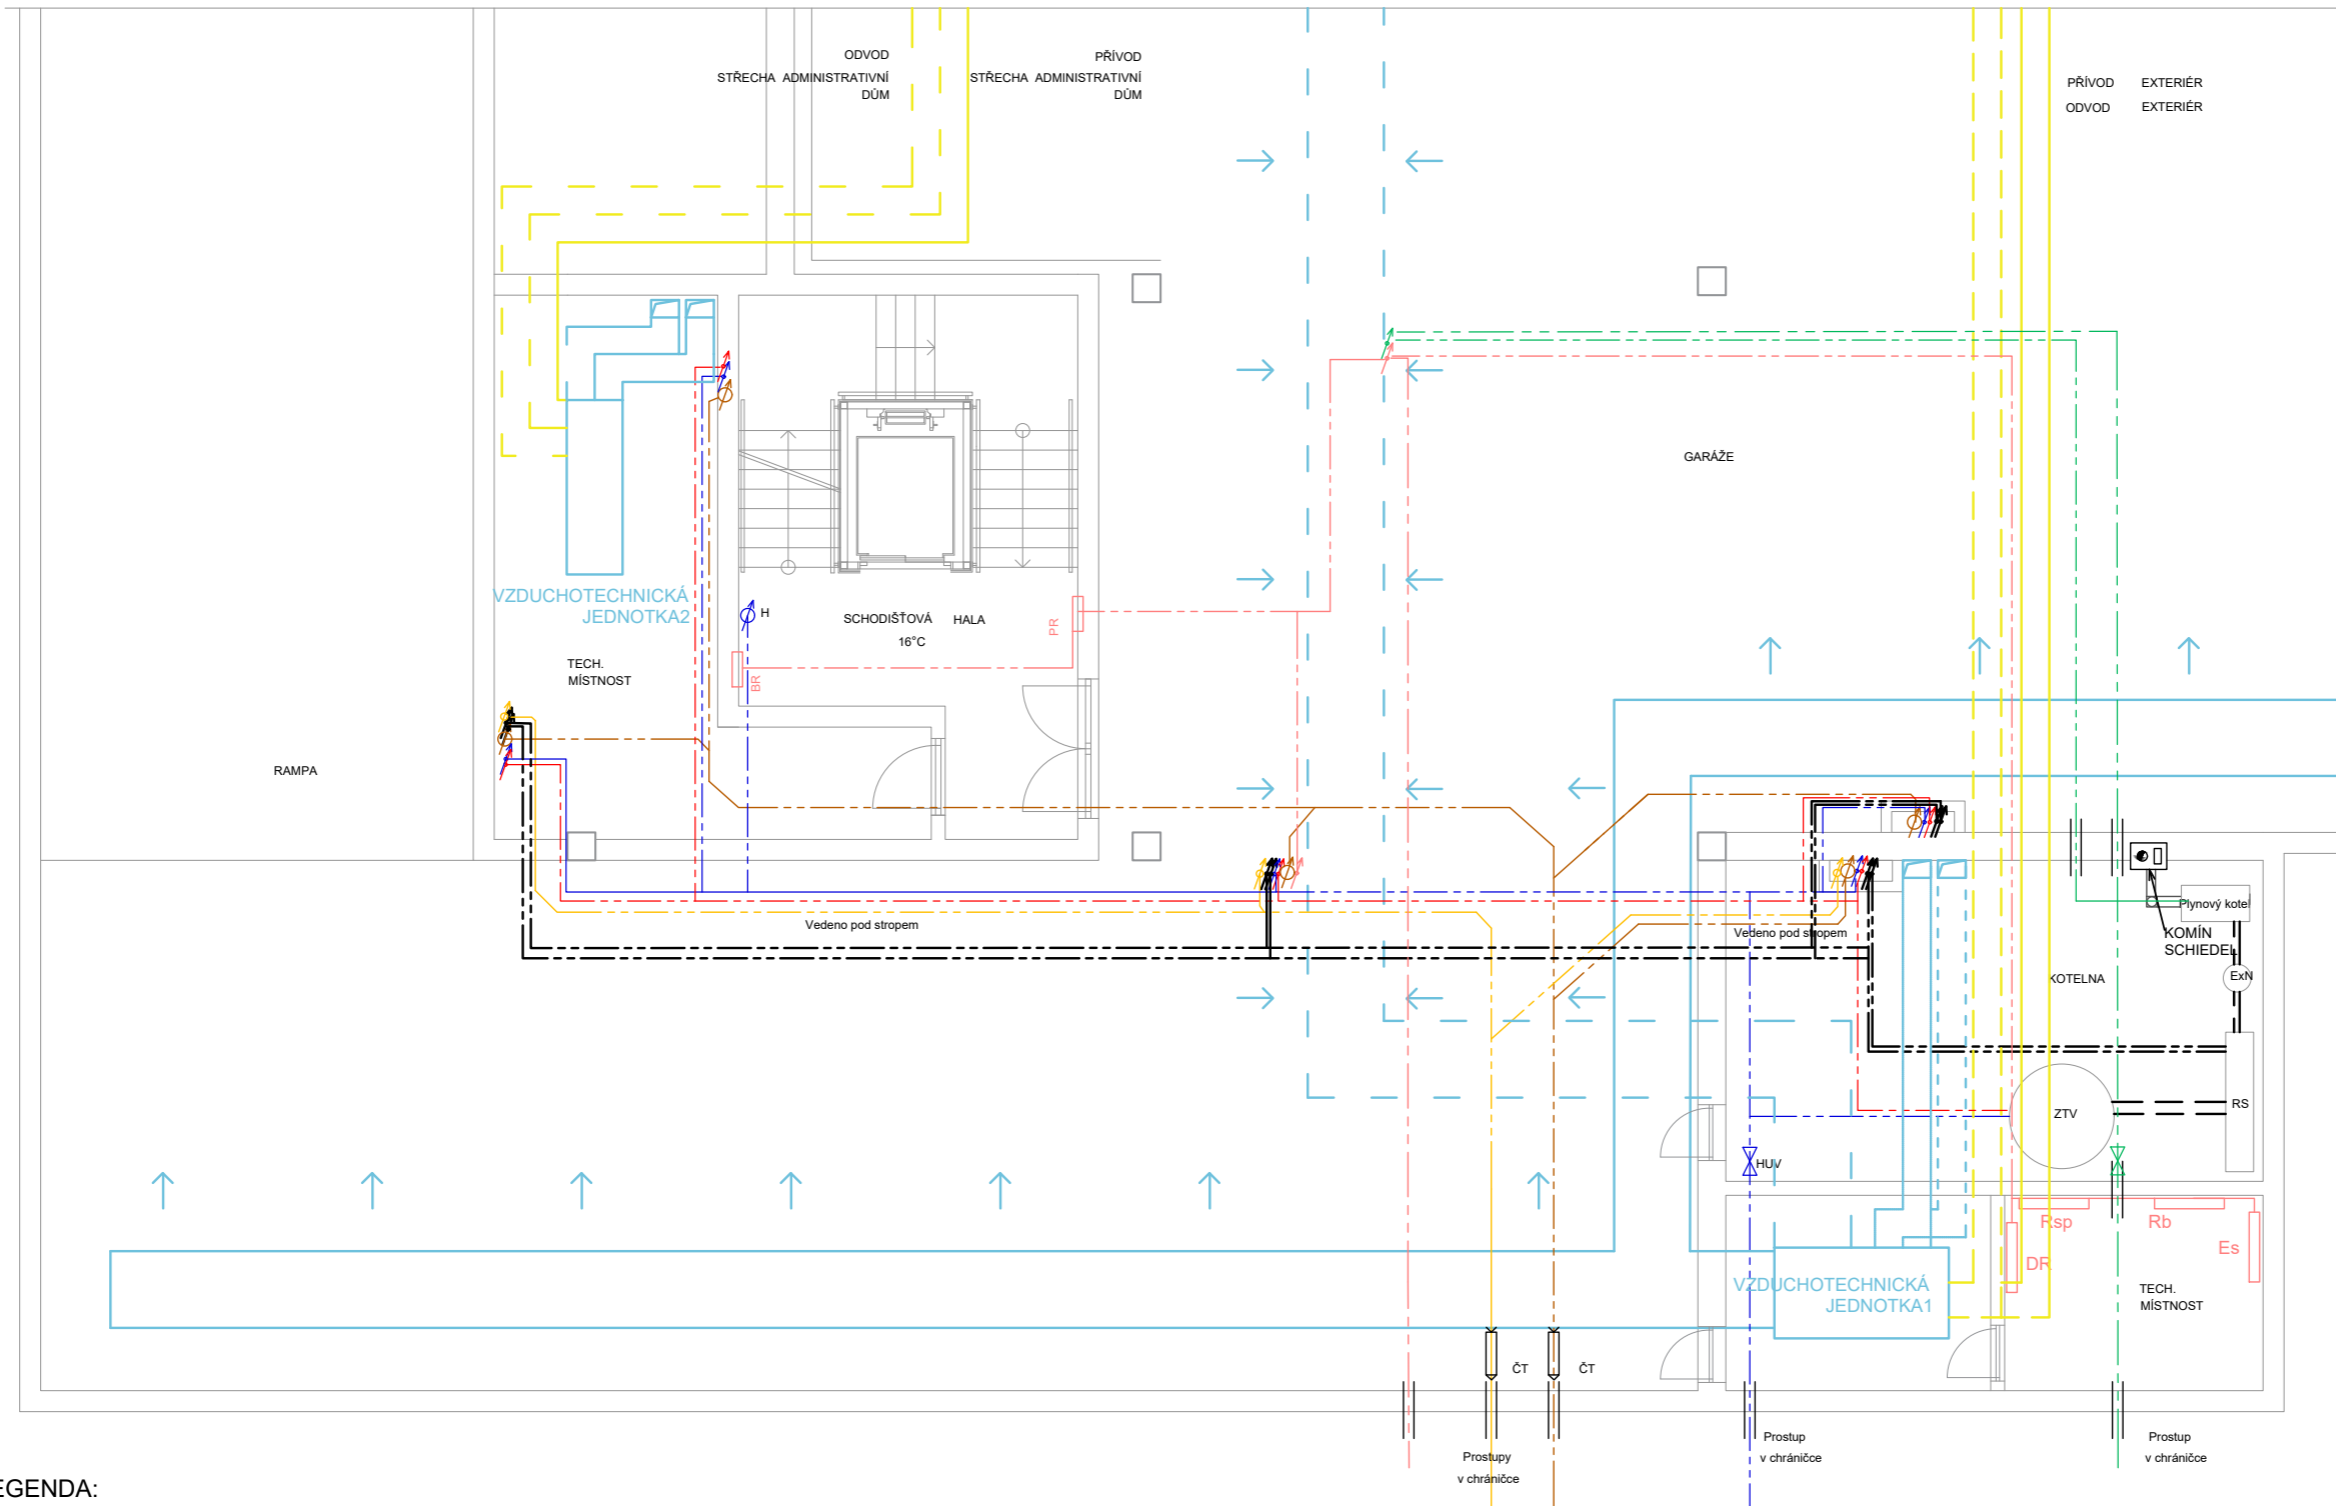 ODVOD
STŘECHA ADMINISTRATIVNÍ
DŮM
PŘÍVOD
STŘECHA ADMINISTRATIVNÍ
DŮM
PŘÍVOD EXTERIÉR
ODVOD EXTERIÉR
GARÁŽE
VZDUCHOTECHNICKÁ
JEDNOTKA2
H
SCHODIŠŤOVÁ HALA
16°C
PR
BR
TECH.
MÍSTNOST
RAMPA
Vedeno pod stropem
Vedeno pod stropem
Plynový kotel
KOMÍN
SCHIEDEL
KOTELNA
ExN
ZTV
RS
HUV
Rsp
Rb
Es
DR
VZDUCHOTECHNICKÁ
JEDNOTKA1
TECH.
MÍSTNOST
ČT
ČT
Prostupy
v chráničce
Prostup
v chráničce
Prostup
v chráničce
EGENDA: